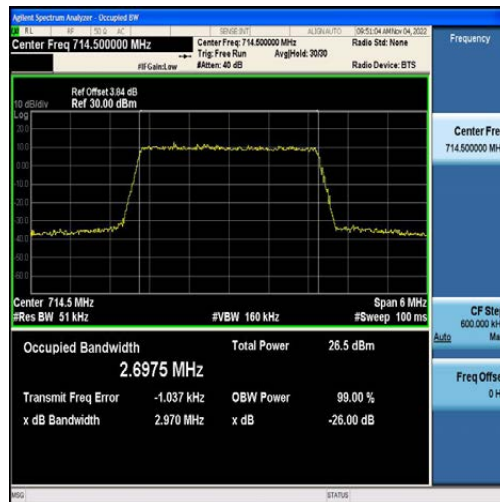 Agilent Spectrum Analyzer - Occupied BW
RL RF 50 Ω AC SENSE:INT ALIGN AUTO 09:51:04 AM Nov 04, 2022
Center Freq 714.500000 MHz Center Freq: 714.500000 MHz Radio Std: None Frequency
Trig: Free Run Avg|Hold: 30/30
#IFGain:Low #Atten: 40 dB Radio Device: BTS
Ref Offset 3.84 dB
10 dB/div Ref 30.00 dBm
Log
20.0
10.0
0.00
-10.0
-20.0
-30.0
-40.0
-50.0
-60.0
Center Fre
714.500000 MH
Center 714.5 MHz Span 6 MHz
#Res BW 51 kHz #VBW 160 kHz #Sweep 100 ms
CF Ste
600.000 kH
Auto Ma
Occupied Bandwidth Total Power 26.5 dBm
2.6975 MHz
Transmit Freq Error -1.037 kHz OBW Power 99.00 %
x dB Bandwidth 2.970 MHz x dB -26.00 dB
Freq Offse
0 H
MSG STATUS